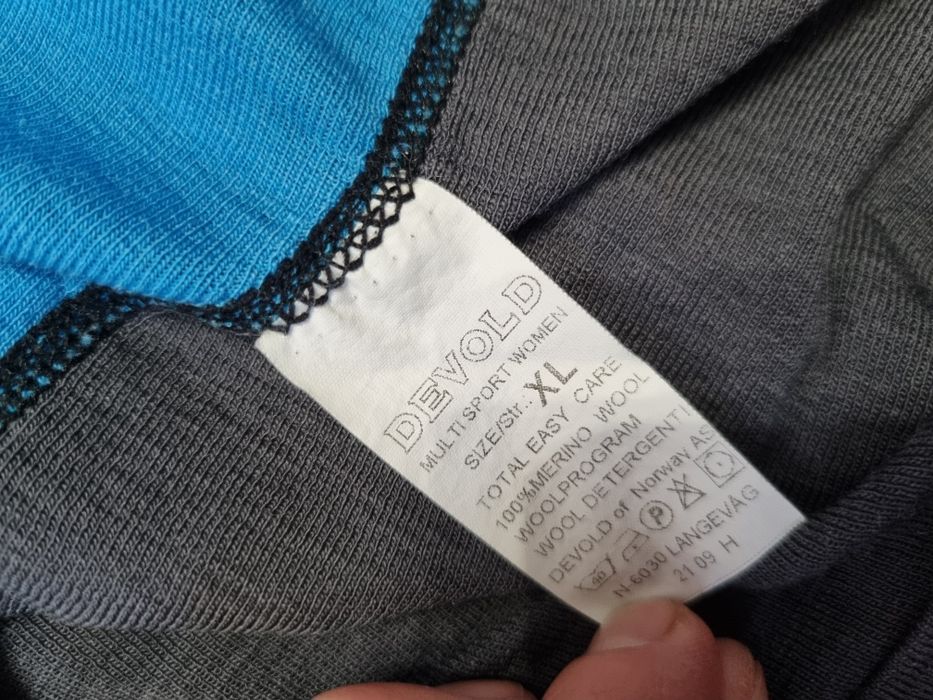 DEVOLD
MULTI SPORT WOMEN
SIZE/Str.: XL
TOTAL EASY CARE
100%MERINO WOOL
WOOLPROGRAM
WOOL DETERGENT!
DEVOLD of Norway AS
P
N-6030 LANGEVÅG
21 09 H